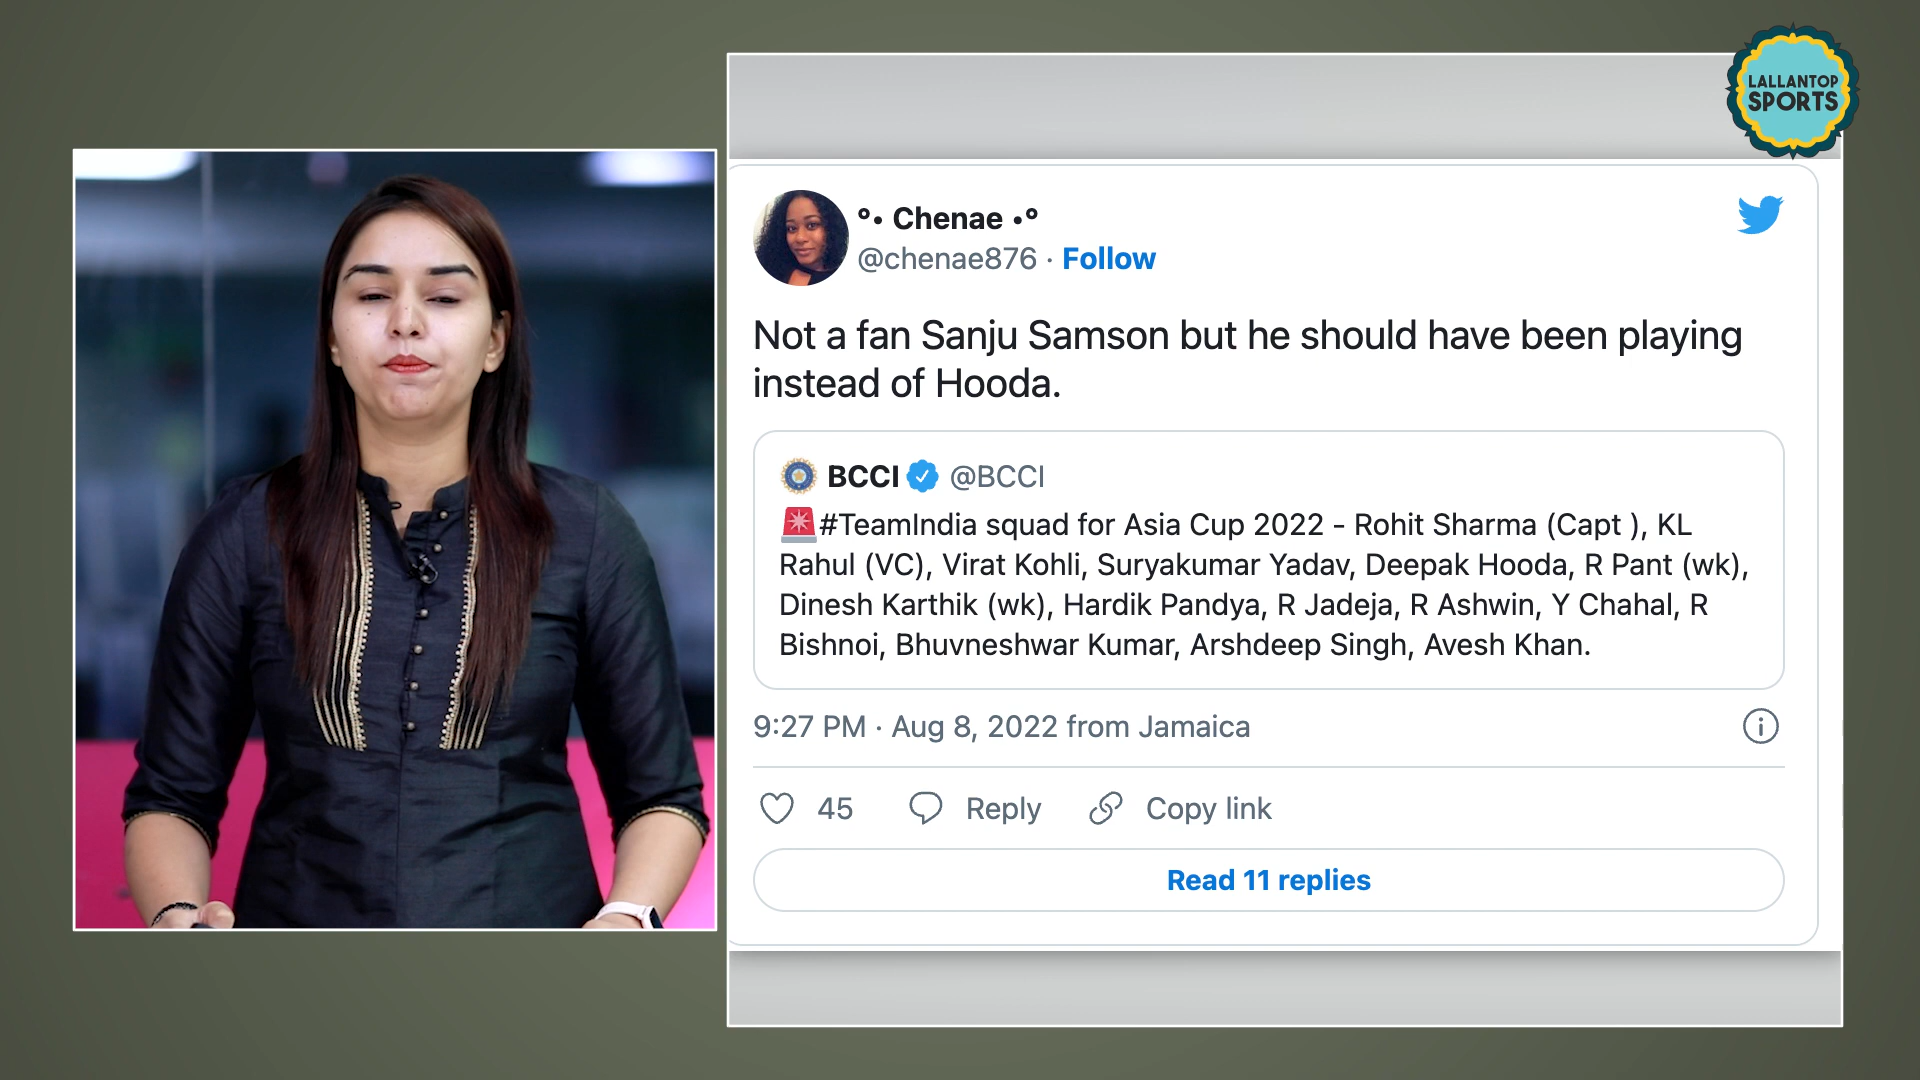 LALLANTOP
SPORTS
°• Chenae •°
@chenae876 · Follow
Not a fan Sanju Samson but he should have been playing
instead of Hooda.
BCCI @BCCI
🚨#TeamIndia squad for Asia Cup 2022 - Rohit Sharma (Capt ), KL
Rahul (VC), Virat Kohli, Suryakumar Yadav, Deepak Hooda, R Pant (wk),
Dinesh Karthik (wk), Hardik Pandya, R Jadeja, R Ashwin, Y Chahal, R
Bishnoi, Bhuvneshwar Kumar, Arshdeep Singh, Avesh Khan.
9:27 PM · Aug 8, 2022 from Jamaica
45 Reply Copy link
Read 11 replies